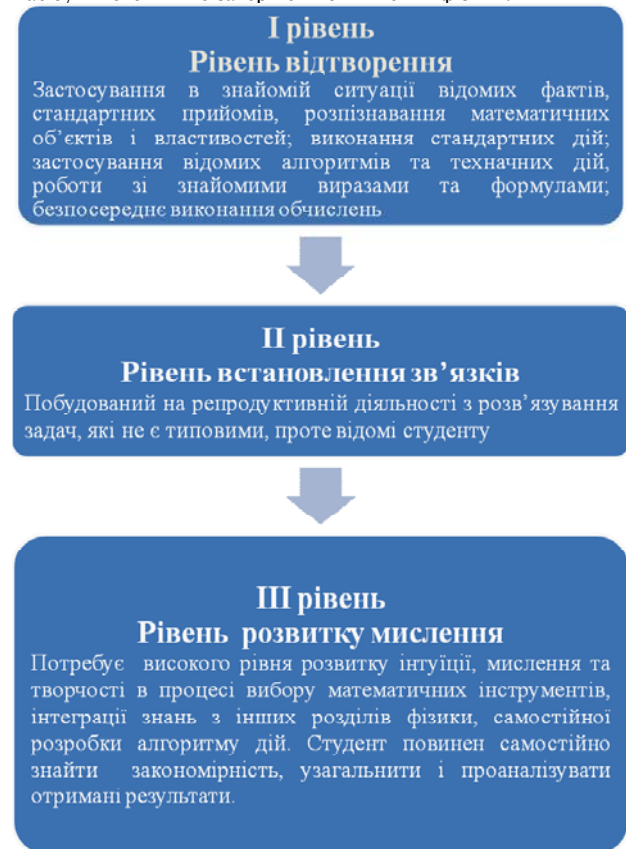 І рівень
Рівень відтворення
Застосування в знайомій ситуації відомих фактів,
стандартних прийомів, розпізнавання математичних
об’єктів і властивостей; виконання стандартних дій;
застосування відомих алгоритмів та техначних дій,
роботи зі знайомими виразами та формулами;
безпосереднє виконання обчислень
ІІ рівень
Рівень встановлення зв’язків
Побудований на репродуктивній діяльності з розв’язування
задач, які не є типовими, проте відомі студенту
ІІІ рівень
Рівень розвитку мислення
Потребує високого рівня розвитку інтуїції, мислення та
творчості в процесі вибору математичних інструментів,
інтеграції знань з інших розділів фізики, самостійної
розробки алгоритму дій. Студент повинен самостійно
знайти закономірність, узагальнити і проаналізувати
отримані результати.